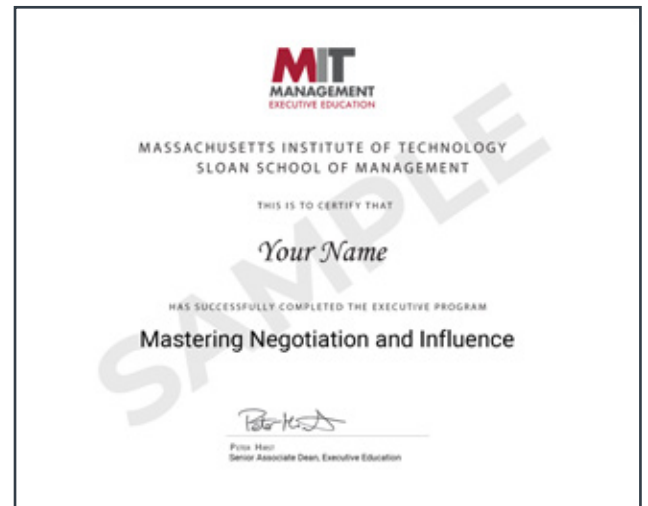 MIT
MANAGEMENT
EXECUTIVE EDUCATION
MASSACHUSETTS INSTITUTE OF TECHNOLOGY
SLOAN SCHOOL OF MANAGEMENT
THIS IS TO CERTIFY THAT
Your Name
HAS SUCCESSFULLY COMPLETED THE EXECUTIVE PROGRAM
Mastering Negotiation and Influence
SAMPLE
PETER HIRST
Senior Associate Dean, Executive Education